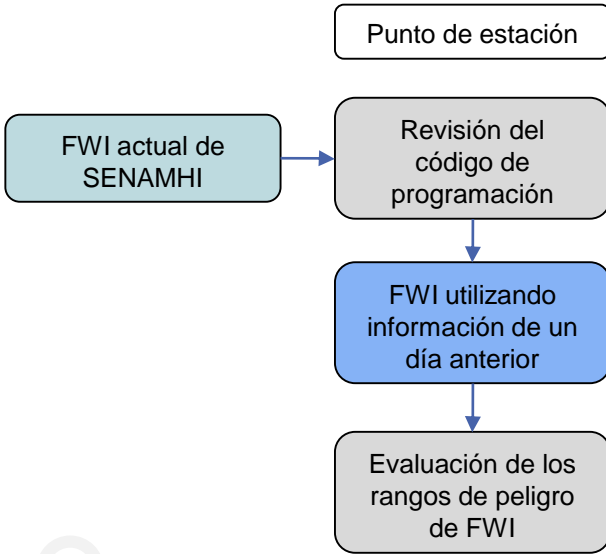 Punto de estación
FWI actual de
SENAMHI
Revisión del
código de
programación
FWI utilizando
información de un
día anterior
Evaluación de los
rangos de peligro
de FWI